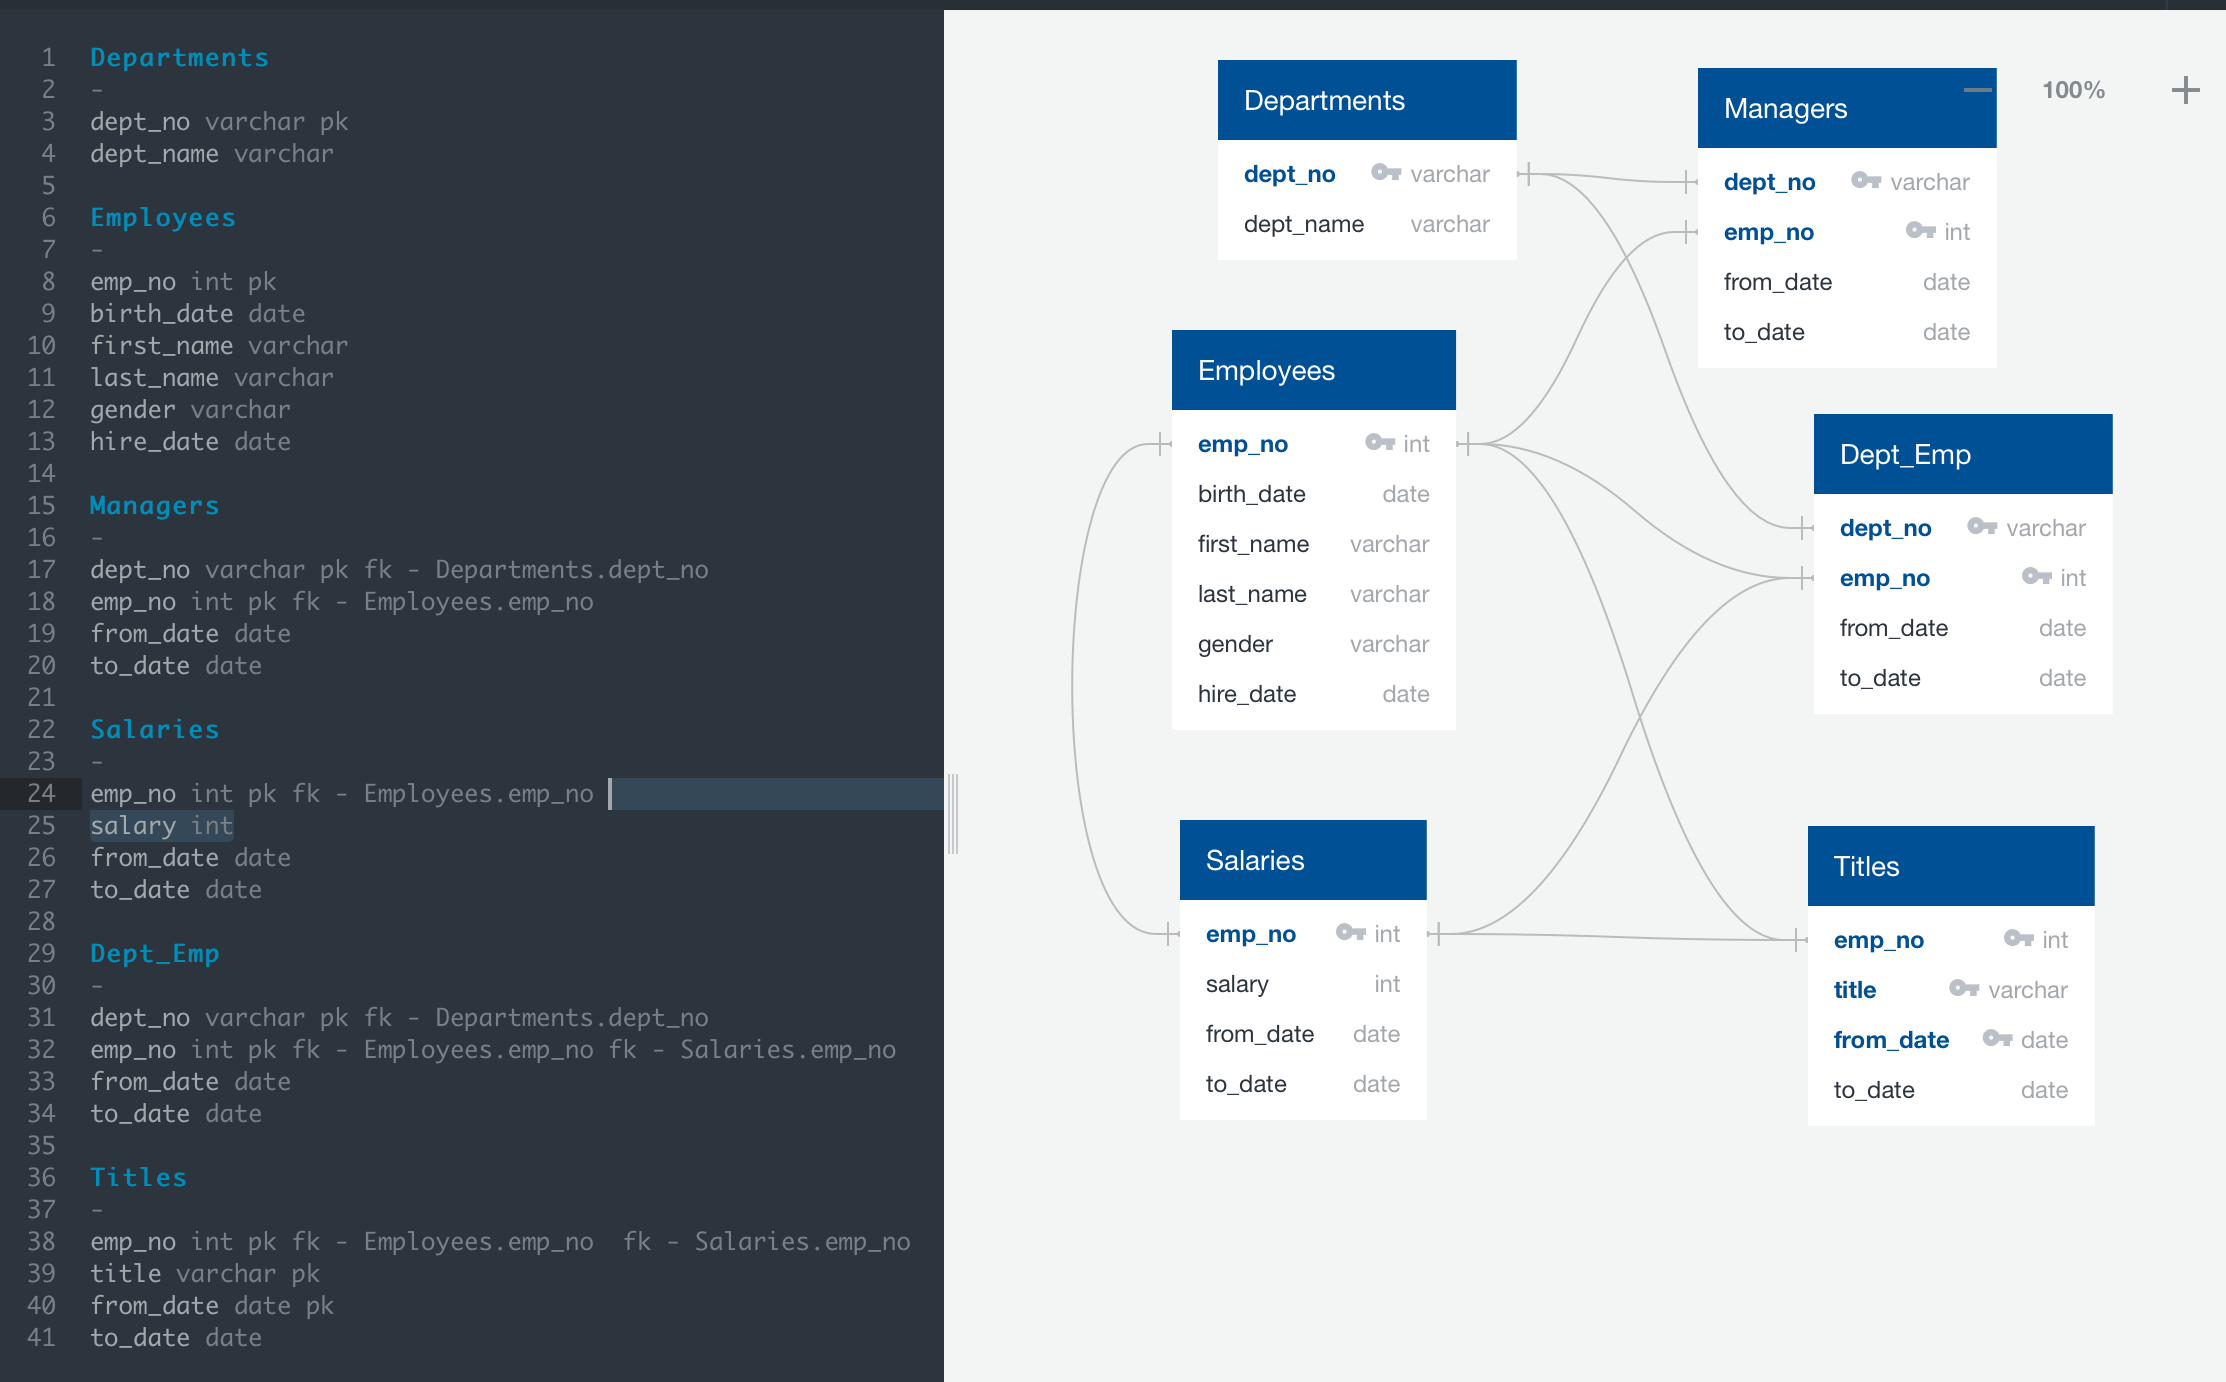 1 Departments
2 -
3 dept_no varchar pk
4 dept_name varchar
5
6 Employees
7 -
8 emp_no int pk
9 birth_date date
10 first_name varchar
11 last_name varchar
12 gender varchar
13 hire_date date
14
15 Managers
16 -
17 dept_no varchar pk fk - Departments.dept_no
18 emp_no int pk fk - Employees.emp_no
19 from_date date
20 to_date date
21
22 Salaries
23 -
24 emp_no int pk fk - Employees.emp_no
25 salary int
26 from_date date
27 to_date date
28
29 Dept_Emp
30 -
31 dept_no varchar pk fk - Departments.dept_no
32 emp_no int pk fk - Employees.emp_no fk - Salaries.emp_no
33 from_date date
34 to_date date
35
36 Titles
37 -
38 emp_no int pk fk - Employees.emp_no  fk - Salaries.emp_no
39 title varchar pk
40 from_date date pk
41 to_date date
Departments
dept_no varchar
dept_name varchar
Managers
dept_no varchar
emp_no int
from_date date
to_date date
100%
Employees
emp_no int
birth_date date
first_name varchar
last_name varchar
gender varchar
hire_date date
Dept_Emp
dept_no varchar
emp_no int
from_date date
to_date date
Salaries
emp_no int
salary int
from_date date
to_date date
Titles
emp_no int
title varchar
from_date date
to_date date